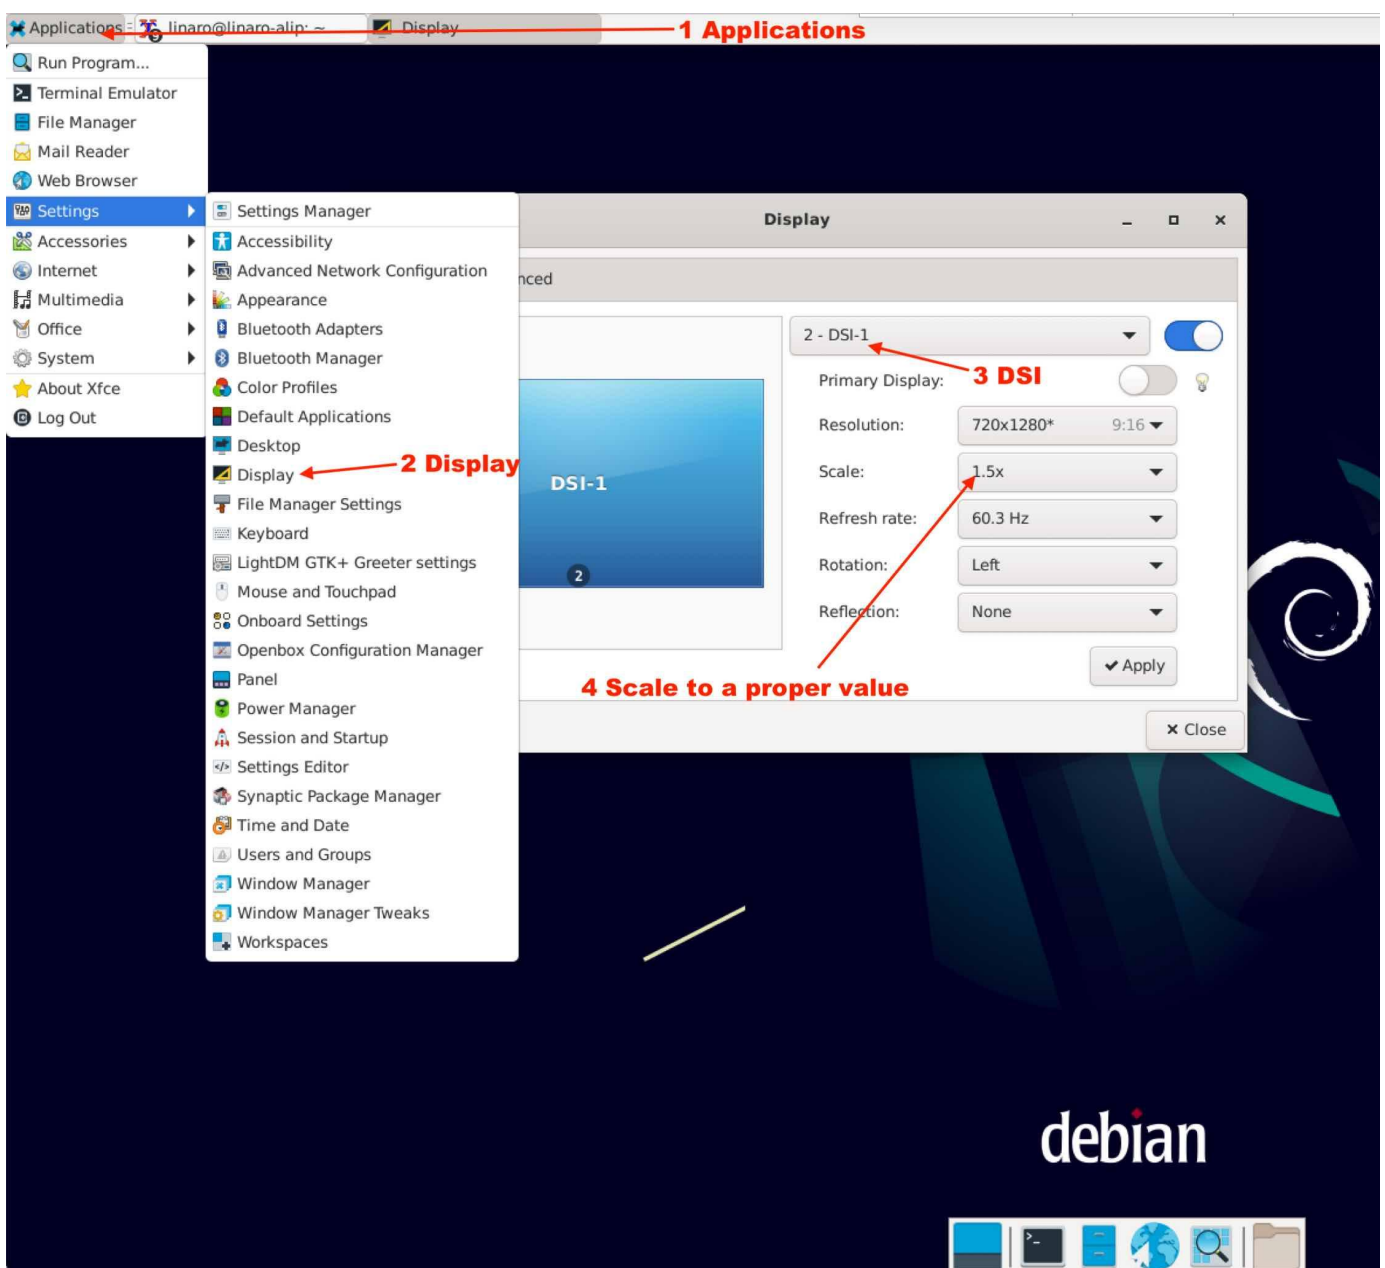 Applications
linaro@linaro-alip: ~
Display
1 Applications
Run Program...
Terminal Emulator
File Manager
Mail Reader
Web Browser
Settings
Accessories
Internet
Multimedia
Office
System
About Xfce
Log Out
Settings Manager
Accessibility
Advanced Network Configuration
Appearance
Bluetooth Adapters
Bluetooth Manager
Color Profiles
Default Applications
Desktop
Display
2 Display
File Manager Settings
Keyboard
LightDM GTK+ Greeter settings
Mouse and Touchpad
Onboard Settings
Openbox Configuration Manager
Panel
Power Manager
Session and Startup
Settings Editor
Synaptic Package Manager
Time and Date
Users and Groups
Window Manager
Window Manager Tweaks
Workspaces
Display
nced
DSI-1
2
2 - DSI-1
3 DSI
Primary Display:
Resolution: 720x1280* 9:16
Scale: 1.5x
Refresh rate: 60.3 Hz
Rotation: Left
Reflection: None
Apply
4 Scale to a proper value
Close
debian